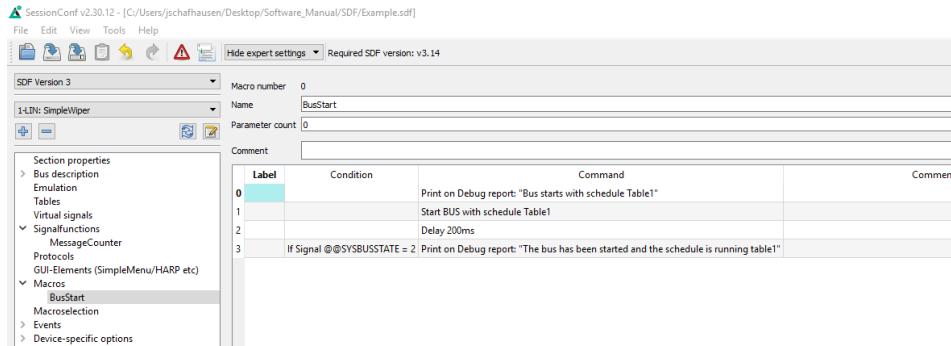 SessionConf v2.30.12 - [C:/Users/jschafhausen/Desktop/Software_Manual/SDF/Example.sdf]
File Edit View Tools Help
Hide expert settings Required SDF version: v3.14
SDF Version 3
1-LIN: SimpleWiper
Section properties
Bus description
Emulation
Tables
Virtual signals
Signalfunctions
MessageCounter
Protocols
GUI-Elements (SimpleMenu/HARP etc)
Macros
BusStart
Macroselection
Events
Device-specific options
Macro number 0
Name BusStart
Parameter count 0
Comment
Label Condition Command Commen
0 Print on Debug report: "Bus starts with schedule Table1"
1 Start BUS with schedule Table1
2 Delay 200ms
3 If Signal @@SYSBUSSTATE = 2 Print on Debug report: "The bus has been started and the schedule is running table1"